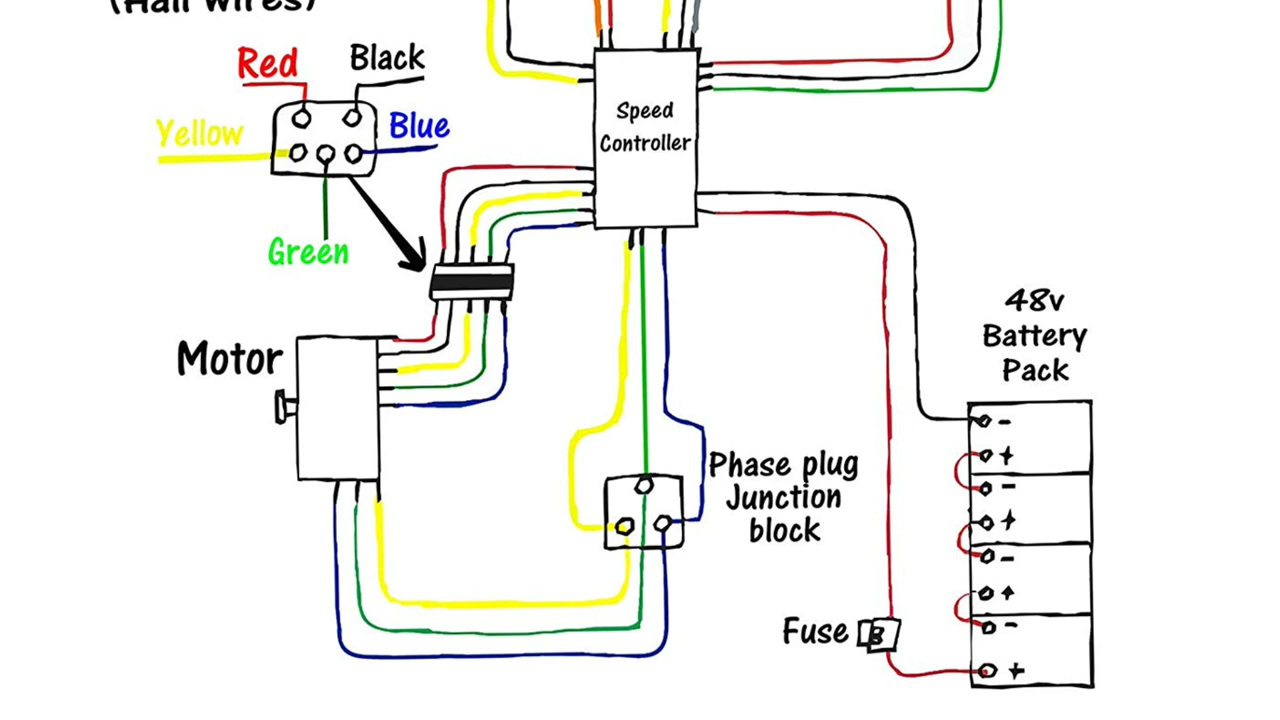 (Hall Wires)
Red
Black
Yellow
Blue
Green
Speed
Controller
Motor
48v
Battery
Pack
-
+
-
+
-
+
-
+
Phase plug
Junction
block
Fuse